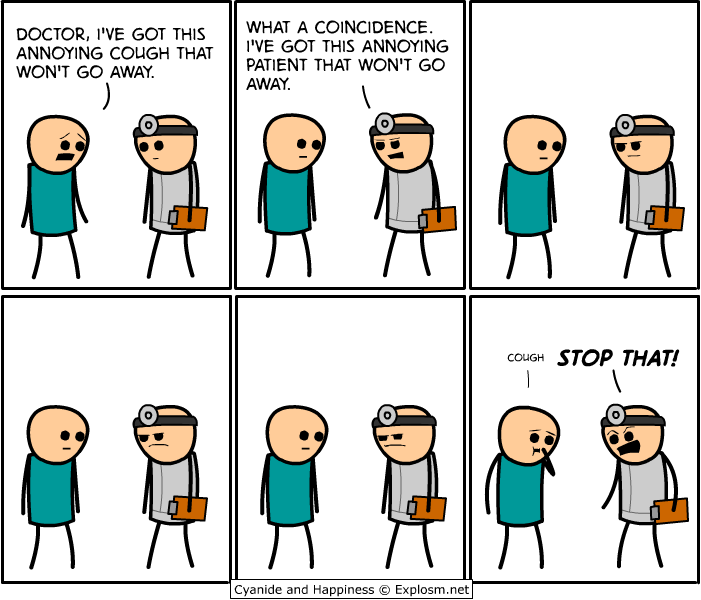 DOCTOR, I'VE GOT THIS
ANNOYING COUGH THAT
WON'T GO AWAY.
WHAT A COINCIDENCE.
I'VE GOT THIS ANNOYING
PATIENT THAT WON'T GO
AWAY.
COUGH
STOP THAT!
Cyanide and Happiness © Explosm.net